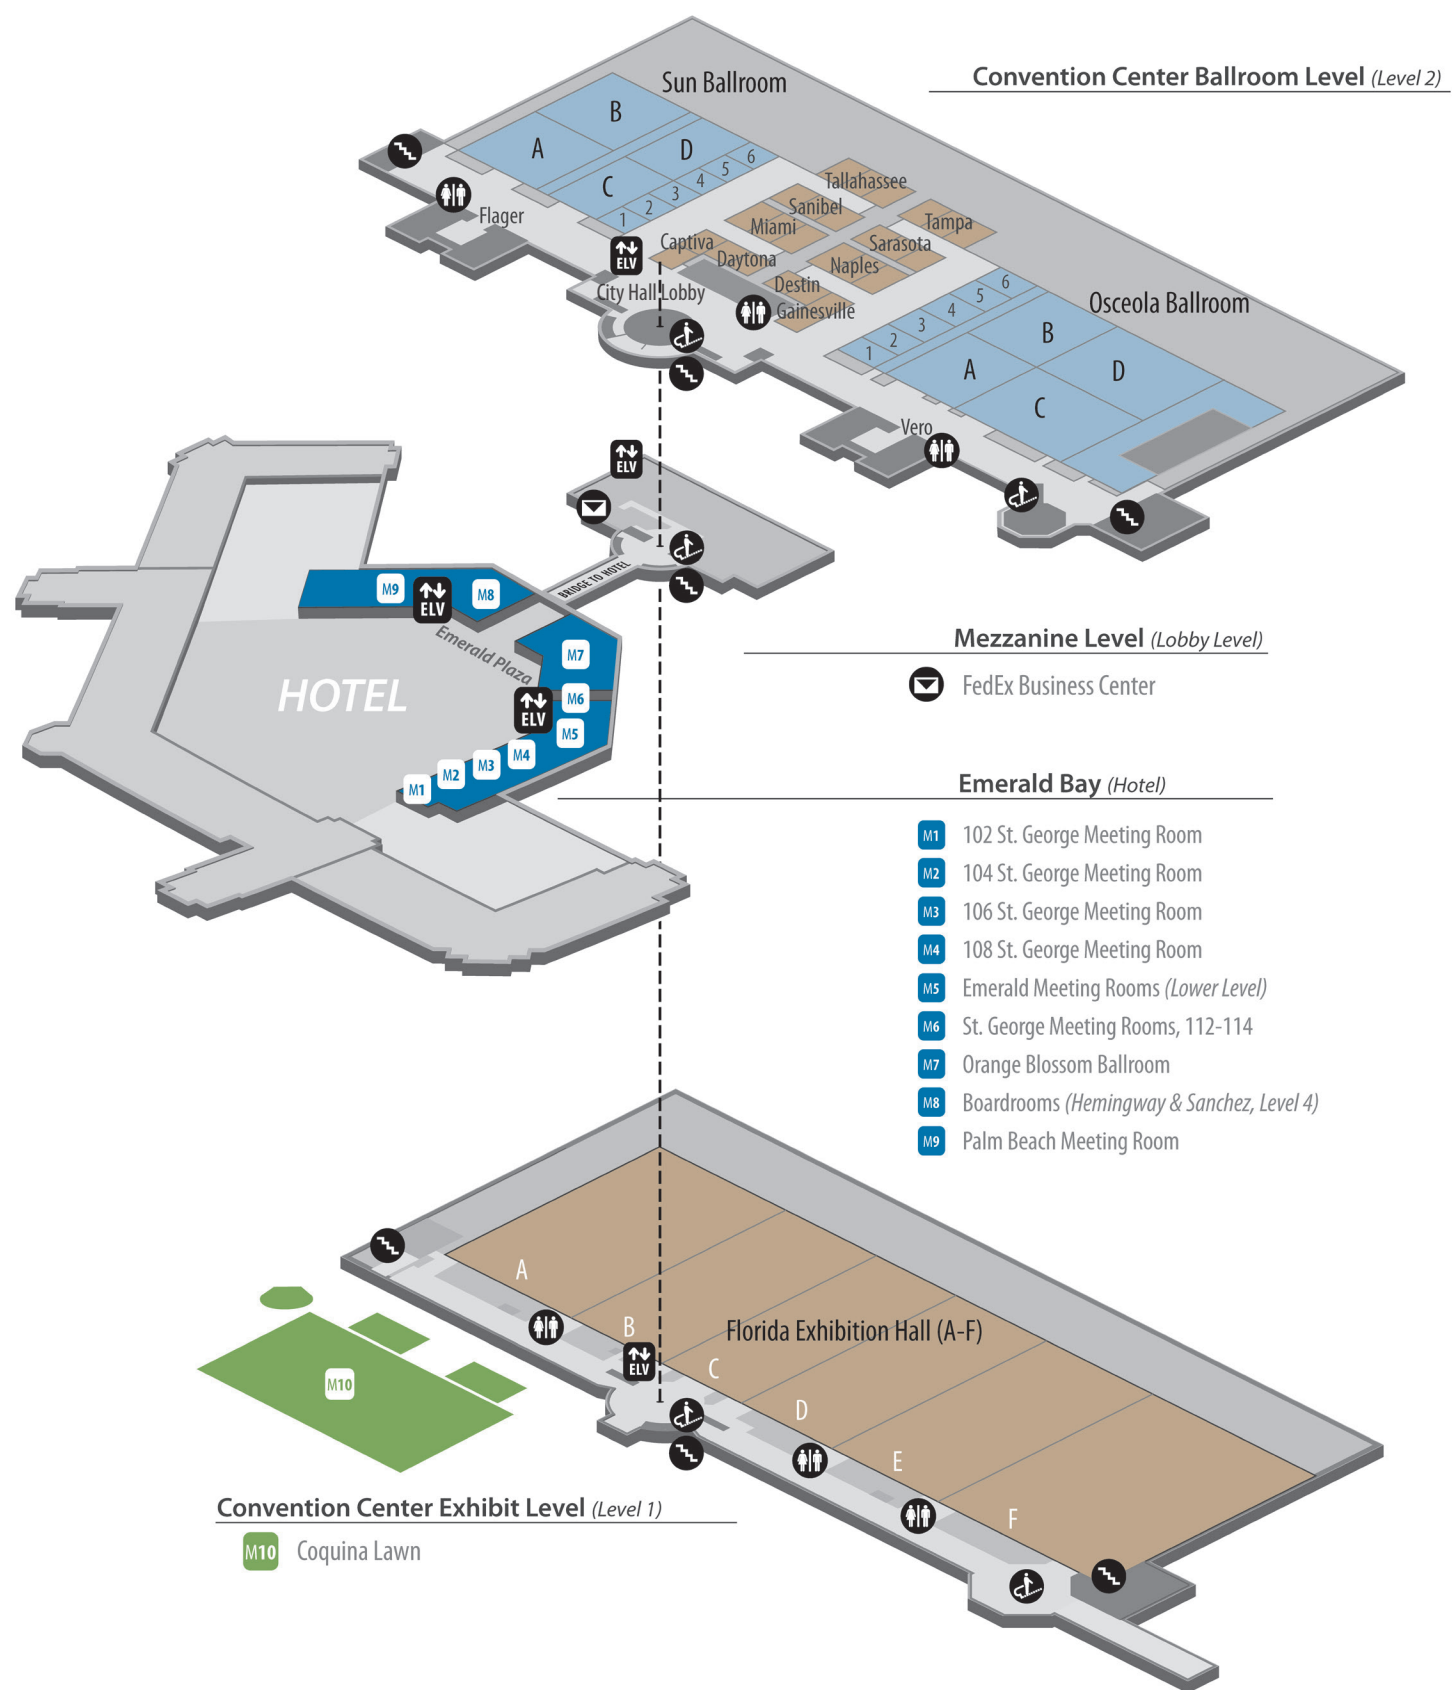 Convention Center Ballroom Level (Level 2)
Sun Ballroom
B
A
D
C
1
2
3
4
5
6
Flager
ELV
City Hall Lobby
Tallahassee
Sanibel
Miami
Captiva
Daytona
Tampa
Sarasota
Naples
Destin
Gainesville
Osceola Ballroom
1
2
3
4
5
6
B
A
D
C
Vero
ELV
BRIDGE TO HOTEL
Mezzanine Level (Lobby Level)
FedEx Business Center
HOTEL
Emerald Plaza
M9
ELV
M8
M7
M6
ELV
M5
M4
M3
M2
M1
Emerald Bay (Hotel)
M1 102 St. George Meeting Room
M2 104 St. George Meeting Room
M3 106 St. George Meeting Room
M4 108 St. George Meeting Room
M5 Emerald Meeting Rooms (Lower Level)
M6 St. George Meeting Rooms, 112-114
M7 Orange Blossom Ballroom
M8 Boardrooms (Hemingway & Sanchez, Level 4)
M9 Palm Beach Meeting Room
A
B
ELV
C
D
E
F
Florida Exhibition Hall (A-F)
M10
Convention Center Exhibit Level (Level 1)
M10 Coquina Lawn